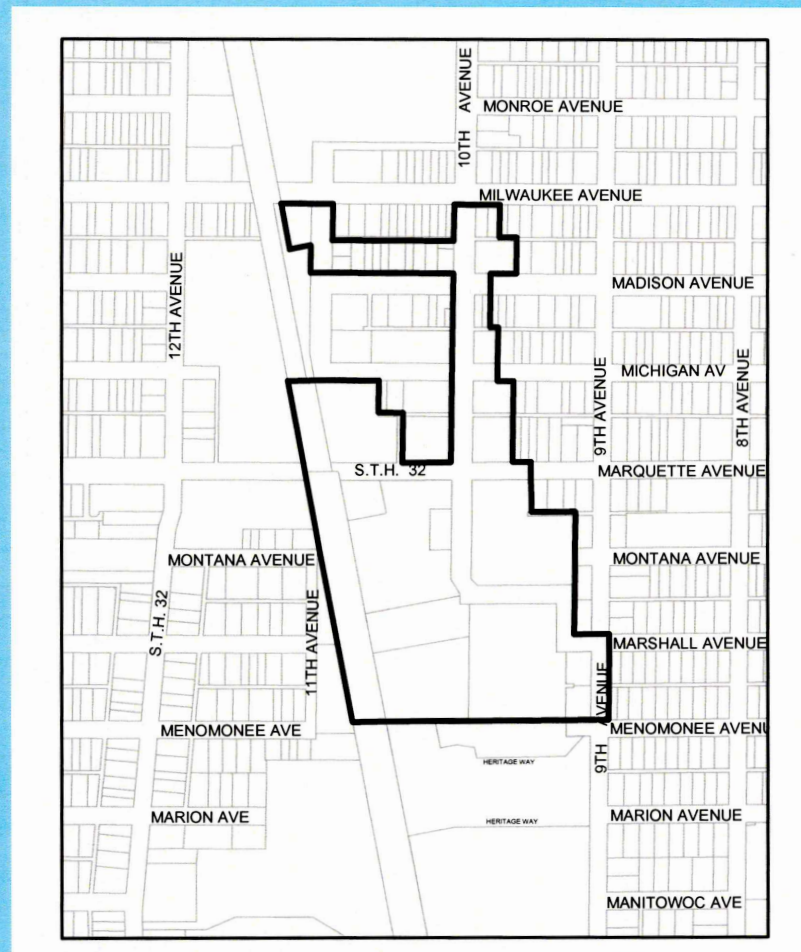 10TH AVENUE
MONROE AVENUE
MILWAUKEE AVENUE
12TH AVENUE
MADISON AVENUE
MICHIGAN AV
9TH AVENUE
8TH AVENUE
S.T.H. 32
MARQUETTE AVENUE
MONTANA AVENUE
MONTANA AVENUE
S.T.H. 32
11TH AVENUE
MARSHALL AVENUE
MENOMONEE AVE
9TH AVENUE
MENOMONEE AVENU
HERITAGE WAY
MARION AVE
HERITAGE WAY
MARION AVENUE
MANITOWOC AVE